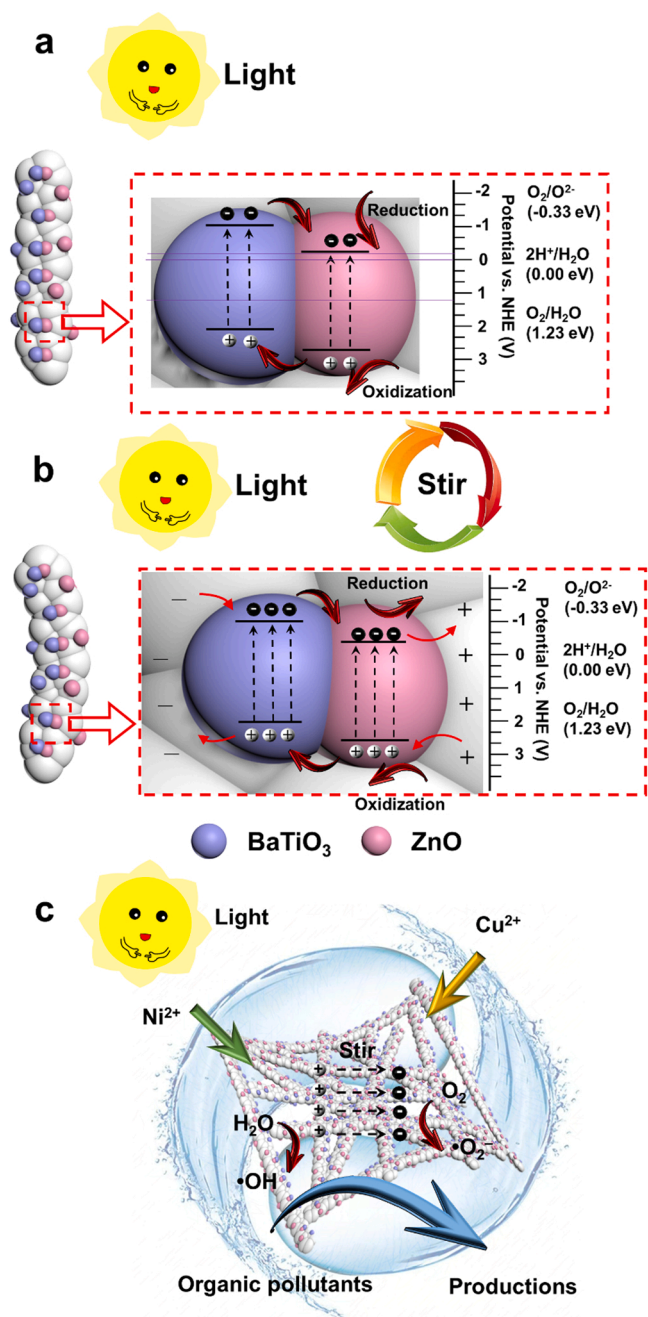 a
Light
Reduction
Oxidization
-2
-1
0
1
2
3
Potential vs. NHE (V)
O₂/O²⁻
(-0.33 eV)
2H⁺/H₂O
(0.00 eV)
O₂/H₂O
(1.23 eV)
b
Light
Stir
Reduction
Oxidization
-2
-1
0
1
2
3
Potential vs. NHE (V)
O₂/O²⁻
(-0.33 eV)
2H⁺/H₂O
(0.00 eV)
O₂/H₂O
(1.23 eV)
BaTiO₃
ZnO
c
Light
Cu²⁺
Ni²⁺
Stir
O₂
H₂O
•O₂⁻
•OH
Organic pollutants
Productions